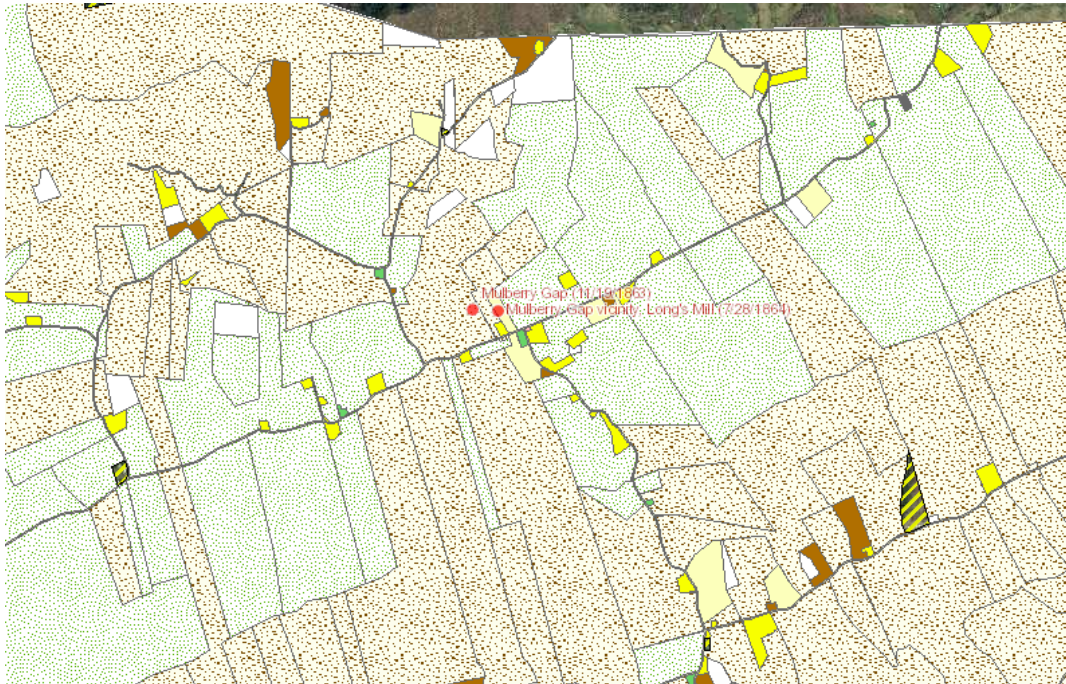 Mulberry Gap (11/19/1863)
Mulberry Gap vicinity, Long's Mill (7/28/1864)